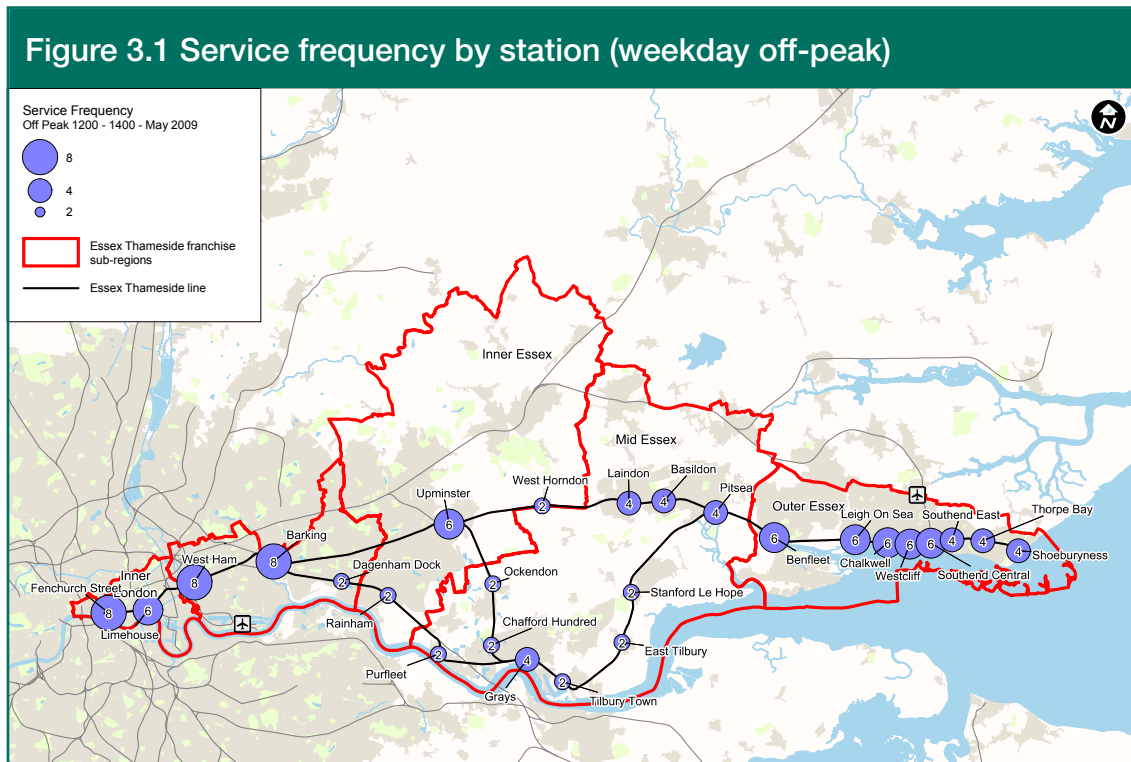 Figure 3.1 Service frequency by station (weekday off-peak)
Service Frequency
Off Peak 1200 - 1400 - May 2009
8
4
2
Essex Thameside franchise
sub-regions
Essex Thameside line
N
Inner Essex
Mid Essex
Outer Essex
Inner
London
Fenchurch Street
8
Limehouse
6
West Ham
8
Barking
8
Dagenham Dock
2
Rainham
2
Purfleet
2
Upminster
6
Ockendon
2
Chafford Hundred
2
Grays
4
Tilbury Town
2
East Tilbury
2
Stanford Le Hope
2
West Horndon
2
Laindon
4
Basildon
4
Pitsea
4
Benfleet
6
Leigh On Sea
6
Chalkwell
6
Westcliff
6
Southend Central
6
Southend East
4
Thorpe Bay
4
Shoeburyness
4